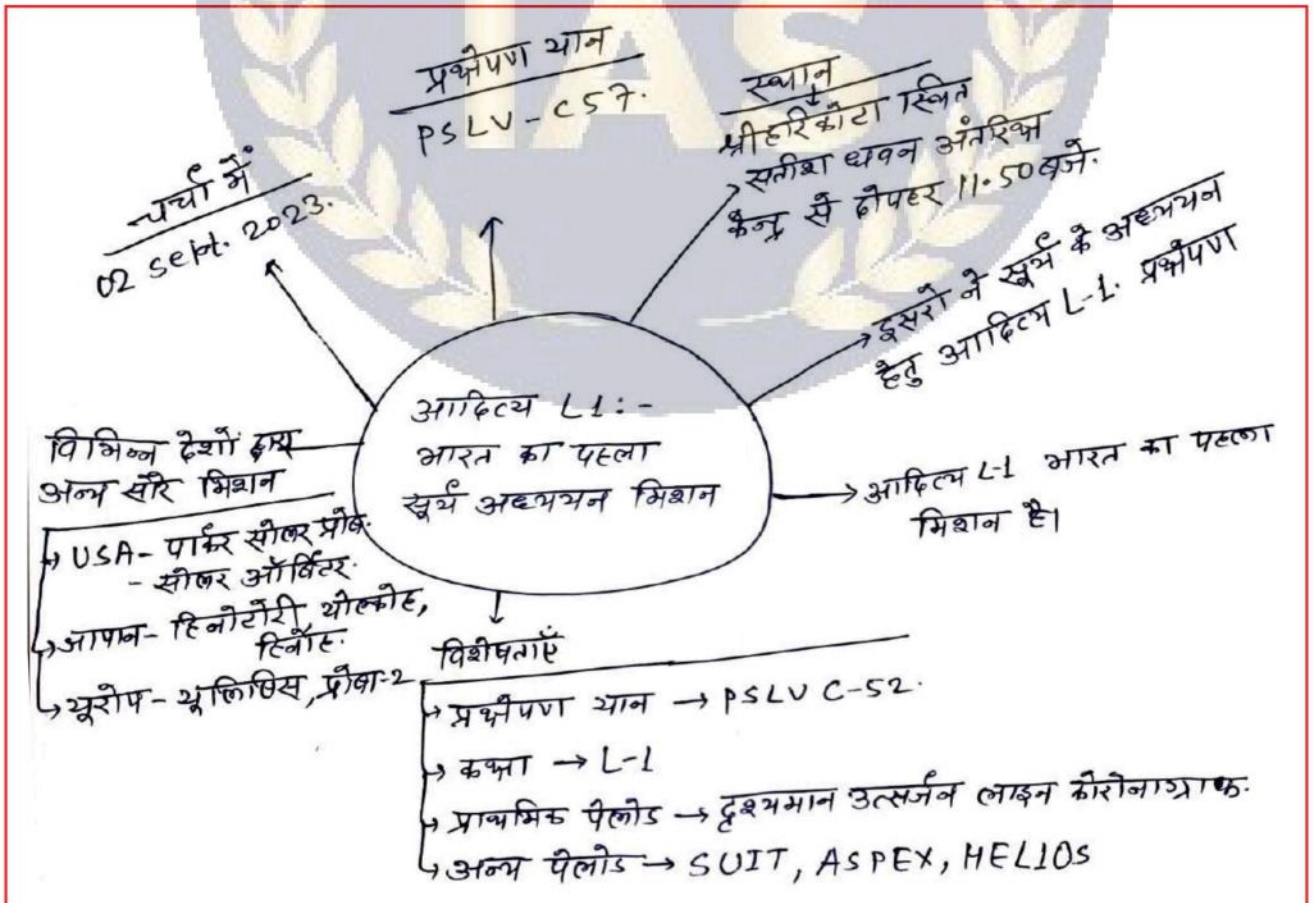 IAS
प्रक्षेपण यान
PSLV-C57.
स्थान
श्रीहरिकोटा स्थित
सतीश धवन अंतरिक्ष
केन्द्र से दोपहर 11.50 बजे.
चर्चा में
02 Sept. 2023.
इसरो ने सूर्य के अध्ययन
हेतु आदित्य L-1. प्रक्षेपण
आदित्य L1:-
भारत का पहला
सूर्य अध्ययन मिशन
आदित्य L-1 भारत का पहला
मिशन है।
विभिन्न देशों द्वारा
अन्य सौर मिशन
USA- पार्कर सोलर प्रोब.
- सोलर ऑर्बिटर.
जापान- हिनोटोरी, योहकोह,
हिनोह.
यूरोप- यूलिसिस, प्रोबा-2
विशेषताएँ
प्रक्षेपण यान → PSLV C-52.
कक्षा → L-1
प्राथमिक पेलोड → दृश्यमान उत्सर्जन लाइन कोरोनाग्राफ.
अन्य पेलोड → SUIT, ASPEX, HELIOS